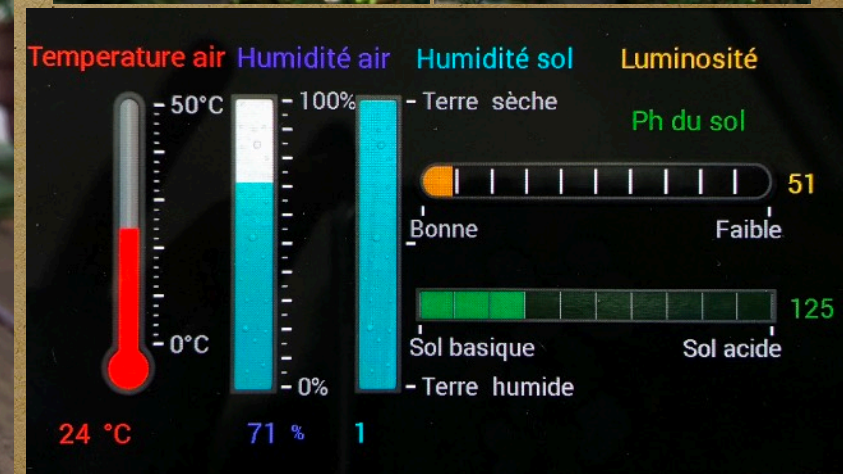 Temperature air
Humidité air
Humidité sol
Luminosité
50°C
100%
Terre sèche
Ph du sol
51
Bonne
Faible
125
0°C
Sol basique
Sol acide
0%
Terre humide
24 °C
71 %
1